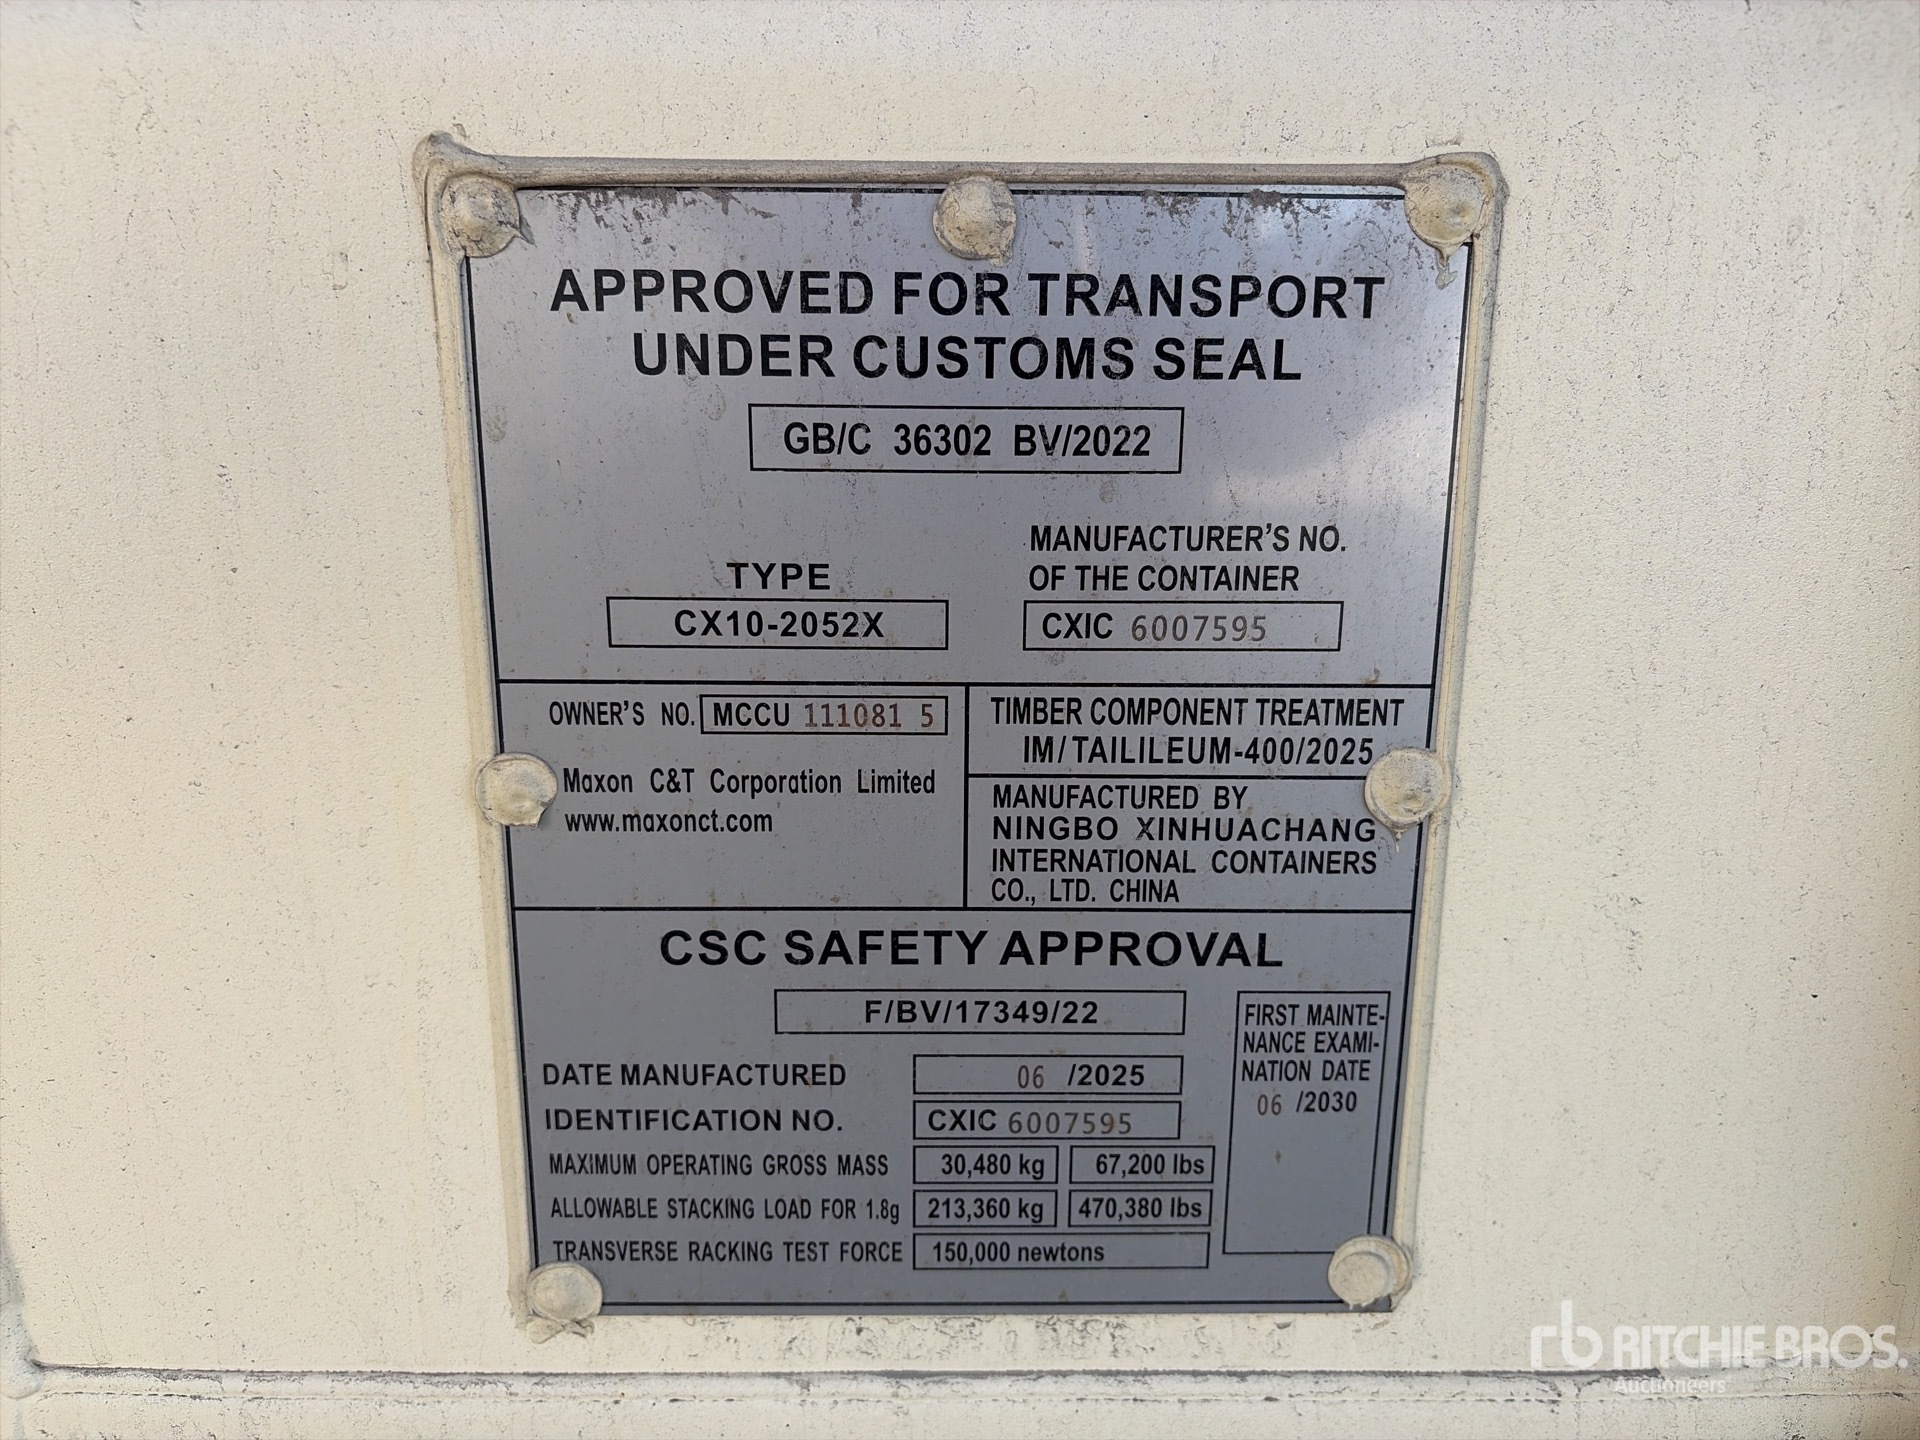 APPROVED FOR TRANSPORT
UNDER CUSTOMS SEAL
GB/C 36302 BV/2022
TYPE
CX10-2052X
MANUFACTURER'S NO.
OF THE CONTAINER
CXIC 6007595
OWNER'S NO. MCCU 111081 5
Maxon C&T Corporation Limited
www.maxonct.com
TIMBER COMPONENT TREATMENT
IM/TAILILEUM-400/2025
MANUFACTURED BY
NINGBO XINHUACHANG
INTERNATIONAL CONTAINERS
CO., LTD. CHINA
CSC SAFETY APPROVAL
F/BV/17349/22
DATE MANUFACTURED 06 /2025
IDENTIFICATION NO. CXIC 6007595
MAXIMUM OPERATING GROSS MASS 30,480 kg 67,200 lbs
ALLOWABLE STACKING LOAD FOR 1.8g 213,360 kg 470,380 lbs
TRANSVERSE RACKING TEST FORCE 150,000 newtons
FIRST MAINTE-
NANCE EXAMI-
NATION DATE
06 /2030
rb RITCHIE BROS.
Auctioneers